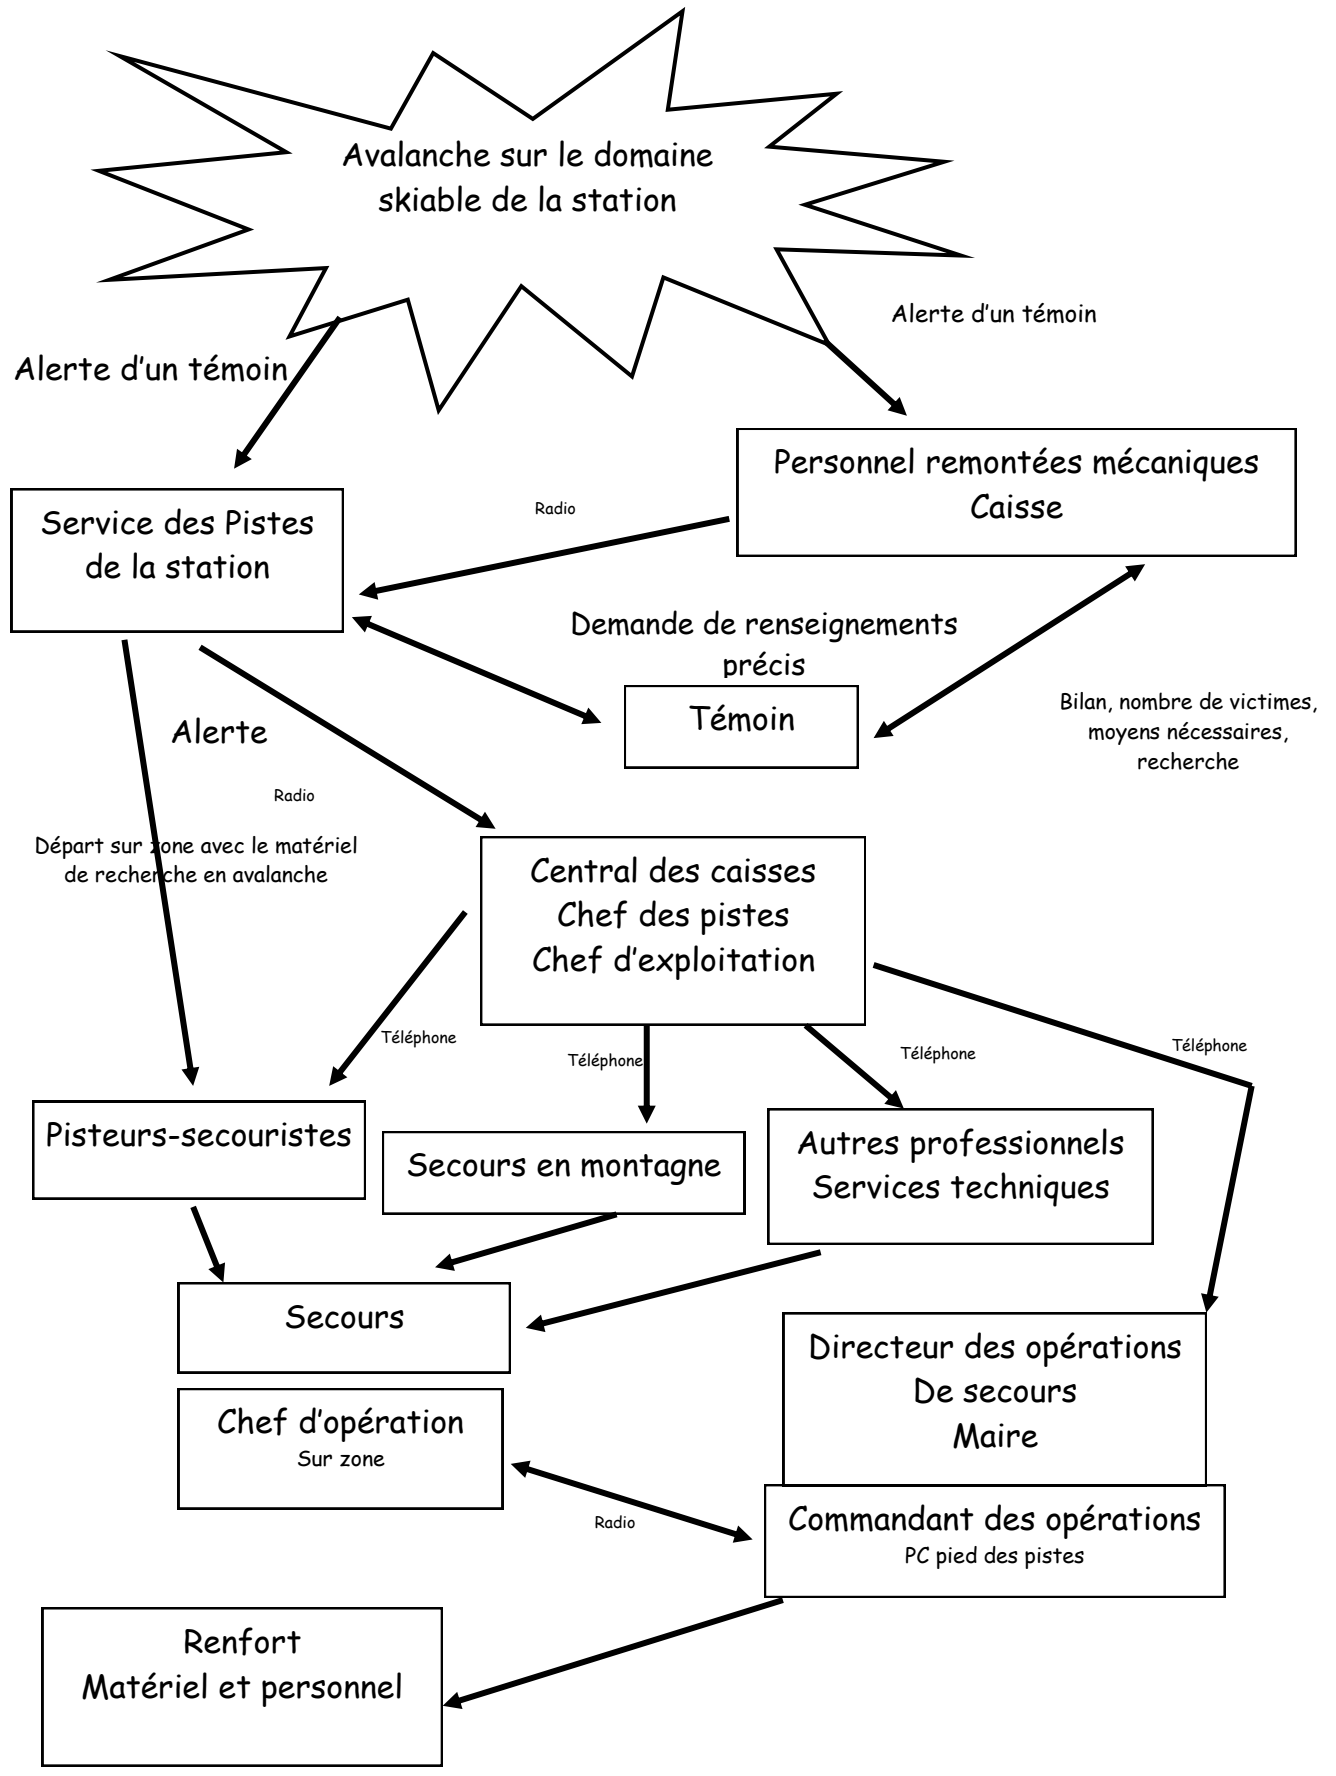 Avalanche sur le domaine
skiable de la station
Alerte d'un témoin
Alerte d'un témoin
Personnel remontées mécaniques
Caisse
Radio
Service des Pistes
de la station
Demande de renseignements
précis
Témoin
Bilan, nombre de victimes,
moyens nécessaires,
recherche
Alerte
Radio
Départ sur zone avec le matériel
de recherche en avalanche
Central des caisses
Chef des pistes
Chef d'exploitation
Téléphone
Téléphone
Téléphone
Téléphone
Pisteurs-secouristes
Secours en montagne
Autres professionnels
Services techniques
Secours
Directeur des opérations
De secours
Maire
Chef d'opération
Sur zone
Radio
Commandant des opérations
PC pied des pistes
Renfort
Matériel et personnel